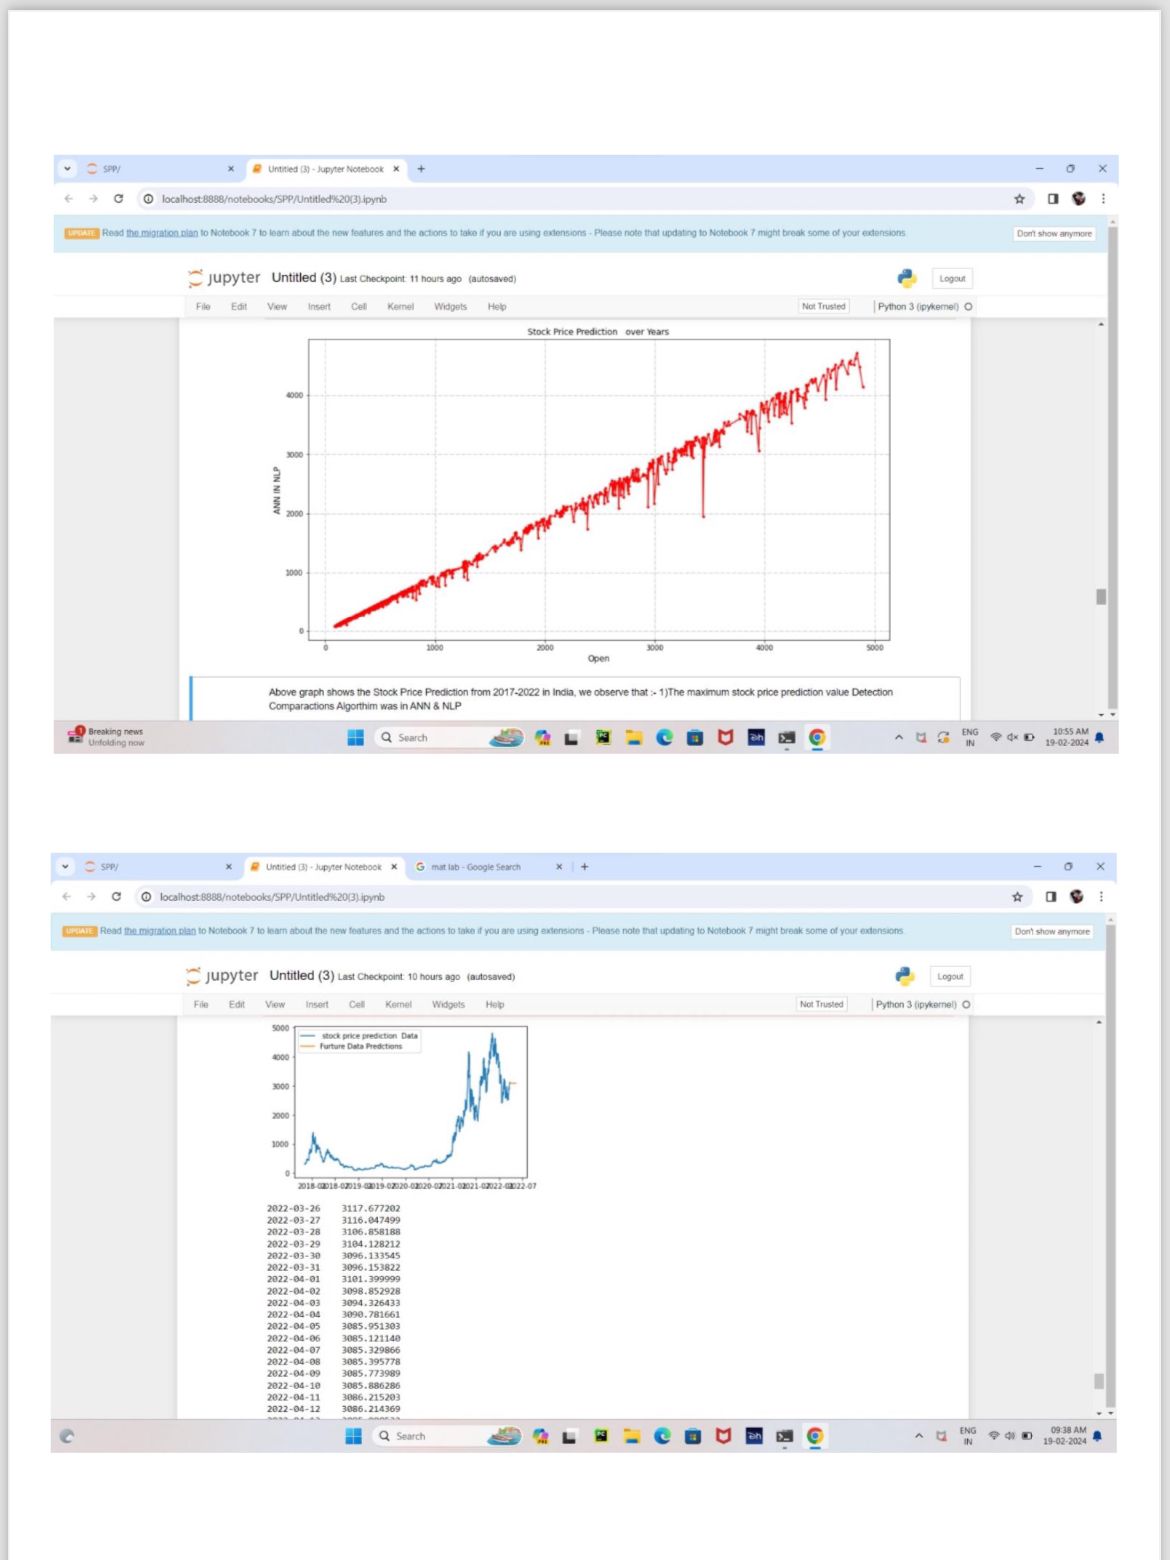 SPP/
Untitled (3) - Jupyter Notebook
localhost:8888/notebooks/SPP/Untitled%20(3).ipynb
UPDATE Read the migration plan to Notebook 7 to learn about the new features and the actions to take if you are using extensions - Please note that updating to Notebook 7 might break some of your extensions. Don't show anymore
jupyter Untitled (3) Last Checkpoint: 11 hours ago (autosaved) Logout
File Edit View Insert Cell Kernel Widgets Help Not Trusted Python 3 (ipykernel)
Stock Price Prediction over Years
4000
3000
2000
1000
0
ANN IN NLP
0 1000 2000 3000 4000 5000
Open
Above graph shows the Stock Price Prediction from 2017-2022 in India, we observe that :- 1)The maximum stock price prediction value Detection
Comparactions Algorthim was in ANN & NLP
1 Breaking news
Unfolding now
Search
ENG
IN
10:55 AM
19-02-2024
SPP/
Untitled (3) - Jupyter Notebook
mat lab - Google Search
localhost:8888/notebooks/SPP/Untitled%20(3).ipynb
UPDATE Read the migration plan to Notebook 7 to learn about the new features and the actions to take if you are using extensions - Please note that updating to Notebook 7 might break some of your extensions. Don't show anymore
jupyter Untitled (3) Last Checkpoint: 10 hours ago (autosaved) Logout
File Edit View Insert Cell Kernel Widgets Help Not Trusted Python 3 (ipykernel)
stock price prediction Data
Furture Data Predctions
5000
4000
3000
2000
1000
0
2022-03-26 3117.677202
2022-03-27 3116.047499
2022-03-28 3106.858188
2022-03-29 3104.128212
2022-03-30 3096.133545
2022-03-31 3096.153822
2022-04-01 3101.399999
2022-04-02 3098.852928
2022-04-03 3094.326433
2022-04-04 3090.781661
2022-04-05 3085.951303
2022-04-06 3085.121140
2022-04-07 3085.329866
2022-04-08 3085.395778
2022-04-09 3085.773989
2022-04-10 3085.886286
2022-04-11 3086.215203
2022-04-12 3086.214369
Search
ENG
IN
09:38 AM
19-02-2024